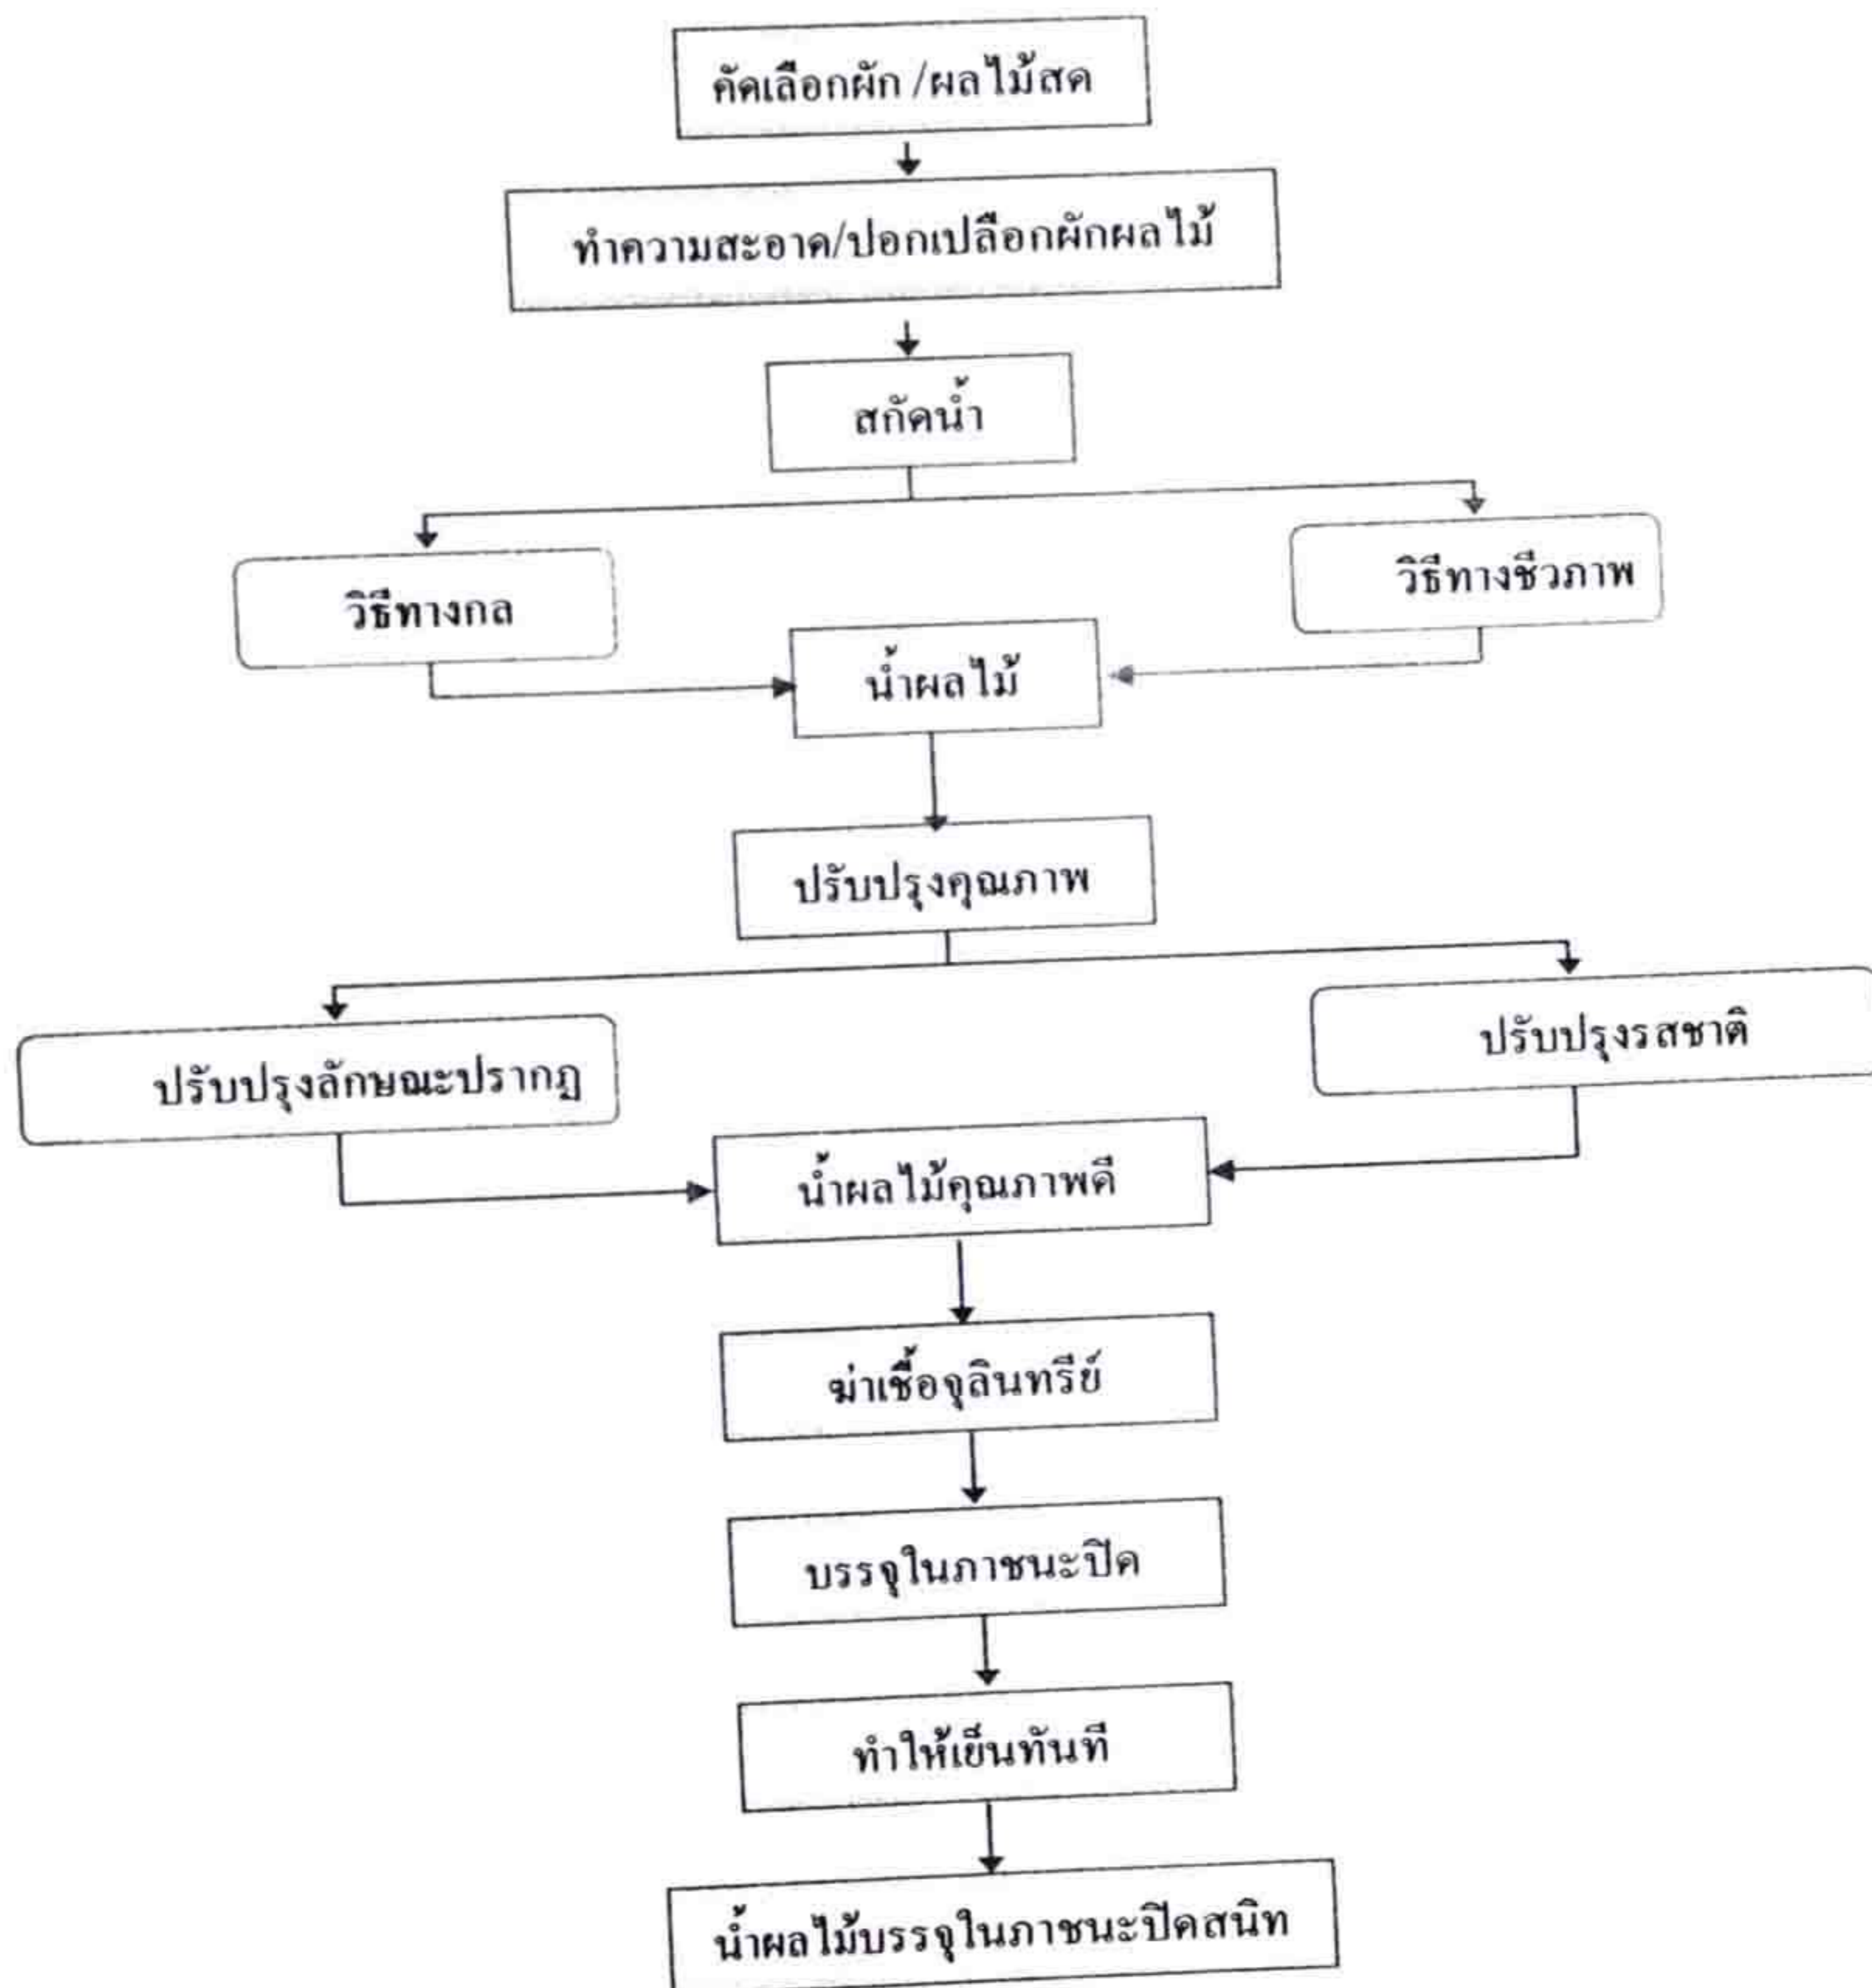 คัดเลือกผัก /ผลไม้สด
ทำความสะอาด/ปอกเปลือกผักผลไม้
สกัดน้ำ
วิธีทางกล
วิธีทางชีวภาพ
น้ำผลไม้
ปรับปรุงคุณภาพ
ปรับปรุงลักษณะปรากฏ
ปรับปรุงรสชาติ
น้ำผลไม้คุณภาพดี
ฆ่าเชื้อจุลินทรีย์
บรรจุในภาชนะปิด
ทำให้เย็นทันที
น้ำผลไม้บรรจุในภาชนะปิดสนิท